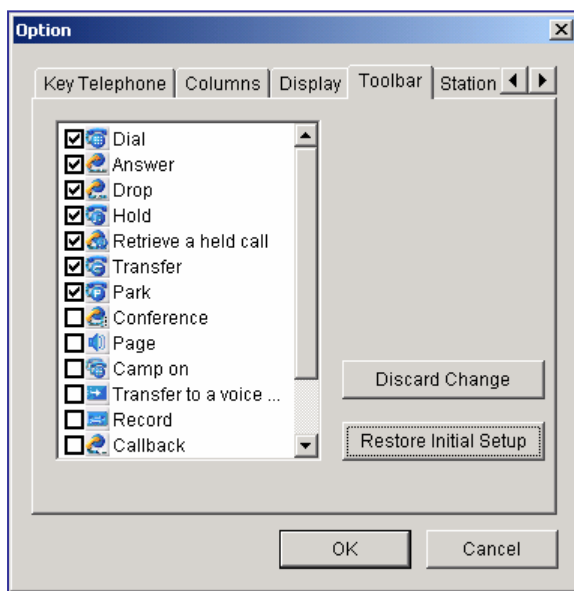 Option
Key Telephone Columns Display Toolbar Station
Dial
Answer
Drop
Hold
Retrieve a held call
Transfer
Park
Conference
Page
Camp on
Transfer to a voice ...
Record
Callback
Discard Change
Restore Initial Setup
OK Cancel